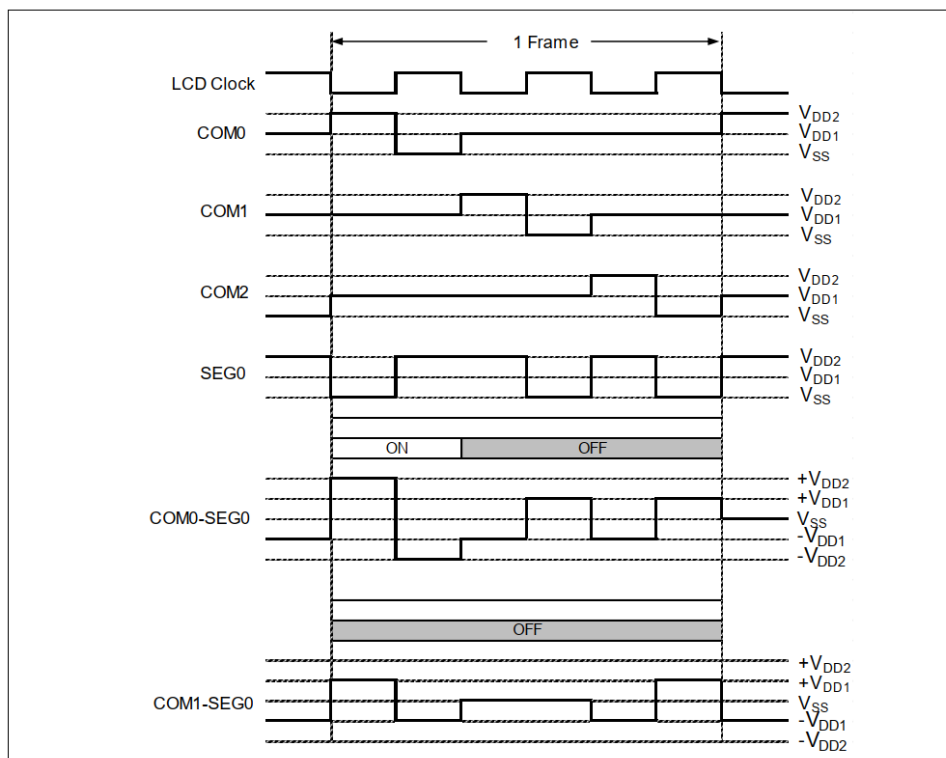 1 Frame
LCD Clock
COM0
VDD2
VDD1
VSS
COM1
VDD2
VDD1
VSS
COM2
VDD2
VDD1
VSS
SEG0
VDD2
VDD1
VSS
ON OFF
COM0-SEG0
+VDD2
+VDD1
VSS
-VDD1
-VDD2
OFF
COM1-SEG0
+VDD2
+VDD1
VSS
-VDD1
-VDD2